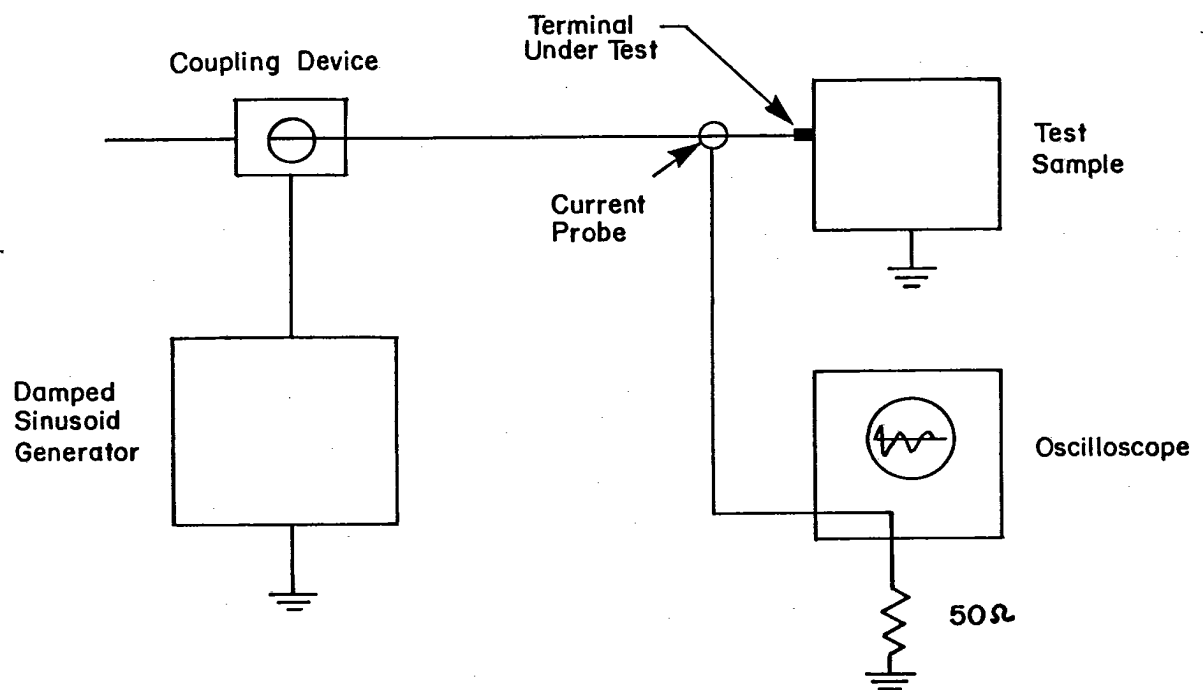 Terminal
Under Test
Coupling Device
Test
Sample
Current
Probe
Damped
Sinusoid
Generator
Oscilloscope
50Ω